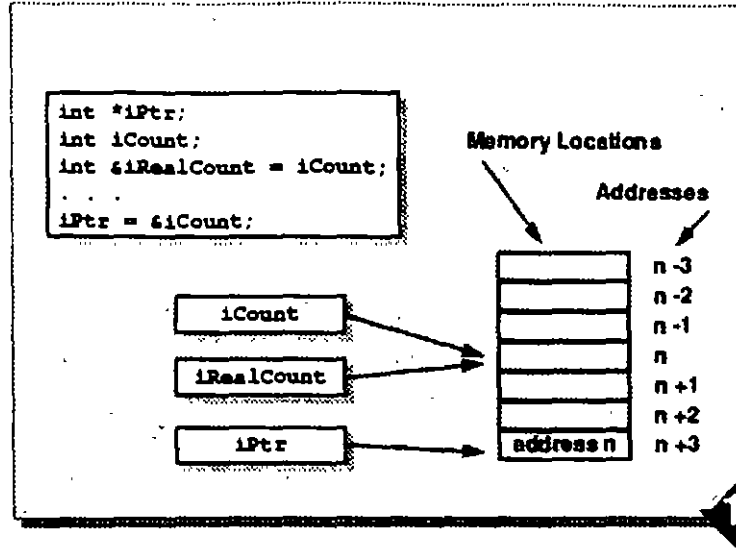 int *iPtr;
int iCount;
int &iRealCount = iCount;
. . .
iPtr = &iCount;
Memory Locations
Addresses
n -3
n -2
n -1
n
n +1
n +2
n +3
iCount
iRealCount
iPtr
address n